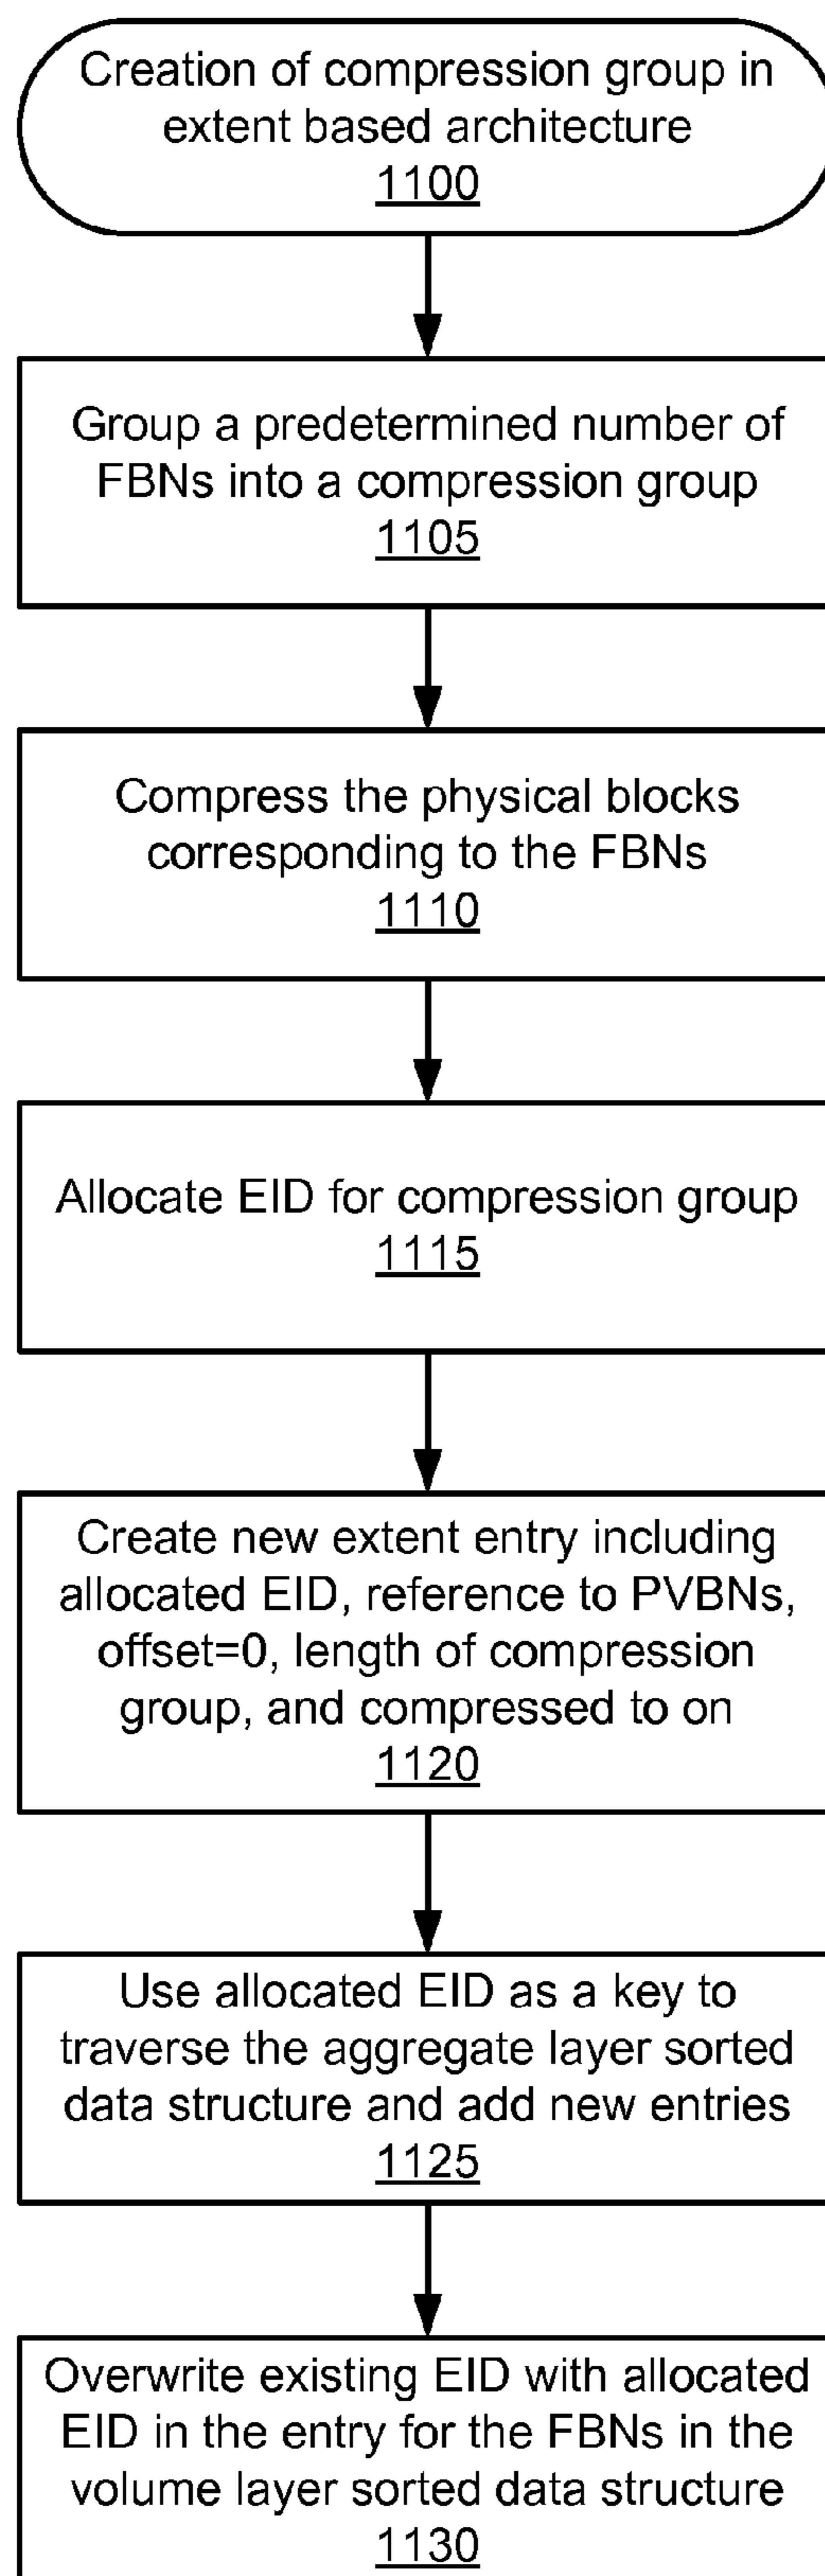 Creation of compression group in
extent based architecture
1100
Group a predetermined number of
FBNs into a compression group
1105
Compress the physical blocks
corresponding to the FBNs
1110
Allocate EID for compression group
1115
Create new extent entry including
allocated EID, reference to PVBNs,
offset=0, length of compression
group, and compressed to on
1120
Use allocated EID as a key to
traverse the aggregate layer sorted
data structure and add new entries
1125
Overwrite existing EID with allocated
EID in the entry for the FBNs in the
volume layer sorted data structure
1130